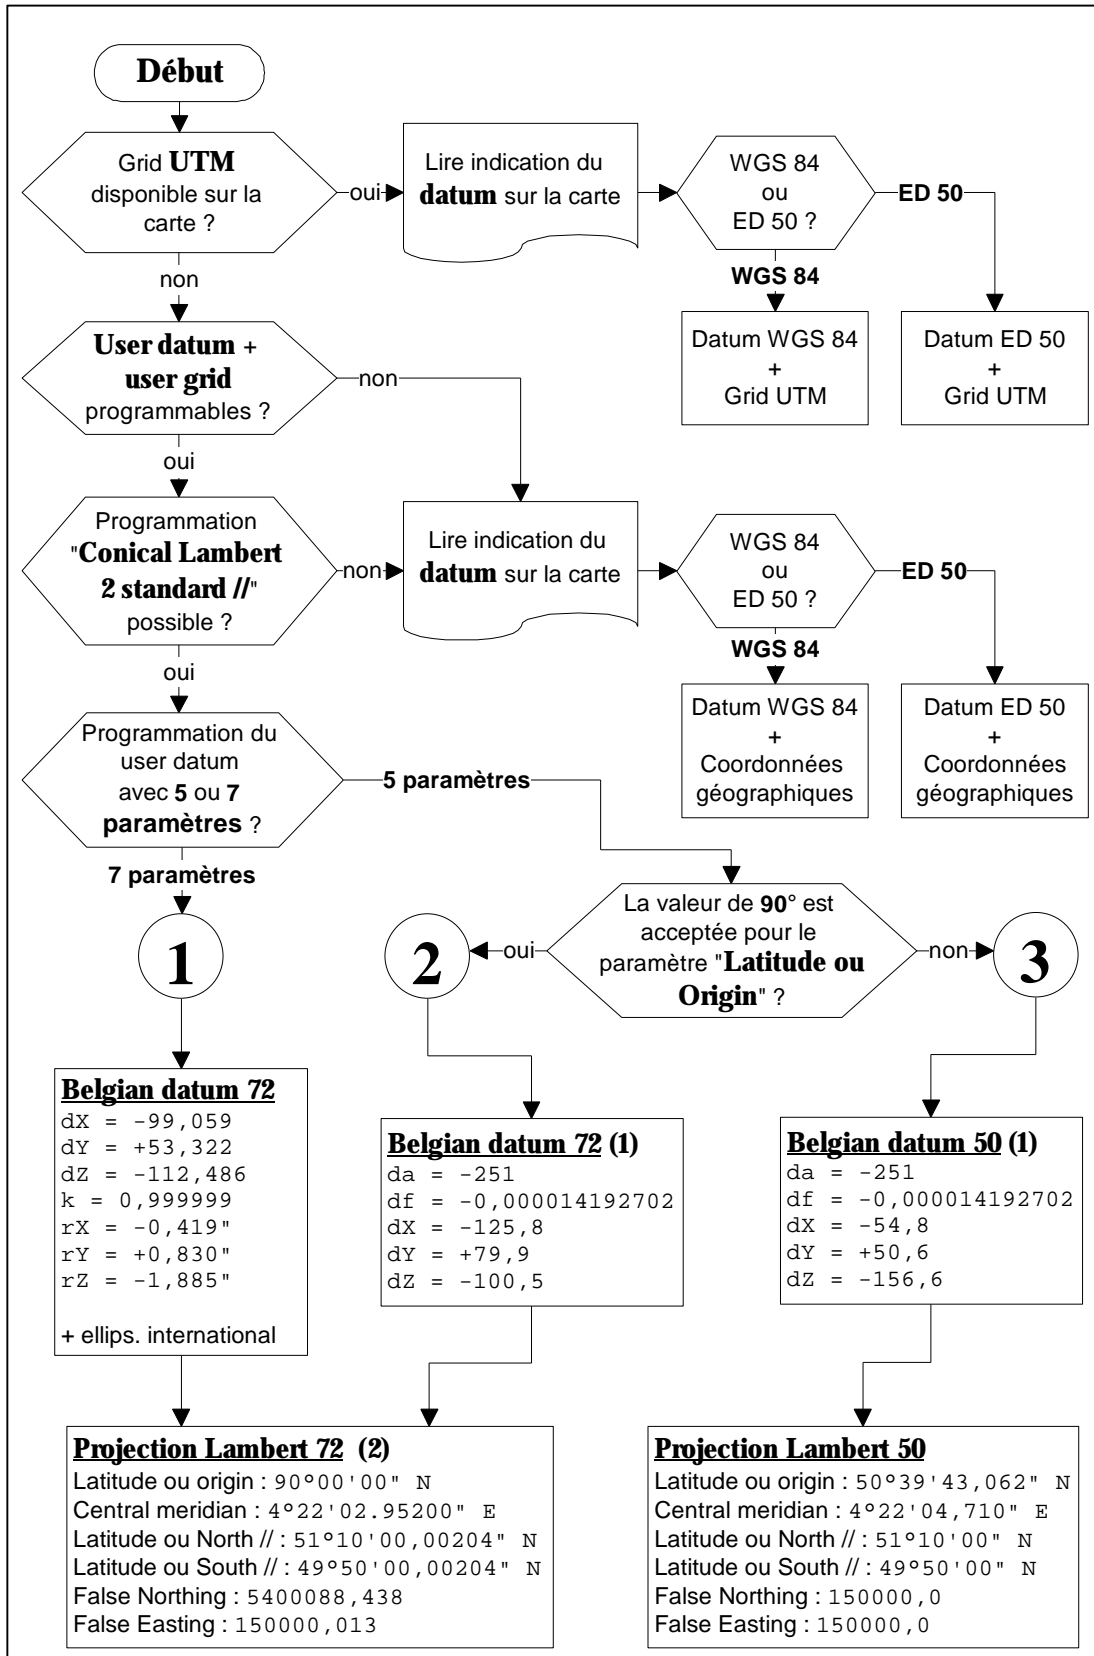 Début
Grid UTM
disponible sur la
carte ?
oui
Lire indication du
datum sur la carte
WGS 84
ou
ED 50 ?
ED 50
WGS 84
non
Datum WGS 84
+
Grid UTM
Datum ED 50
+
Grid UTM
User datum +
user grid
programmables ?
non
oui
Programmation
"Conical Lambert
2 standard //"
possible ?
non
Lire indication du
datum sur la carte
WGS 84
ou
ED 50 ?
ED 50
WGS 84
oui
Datum WGS 84
+
Coordonnées
géographiques
Datum ED 50
+
Coordonnées
géographiques
Programmation du
user datum
avec 5 ou 7
paramètres ?
5 paramètres
7 paramètres
La valeur de 90° est
acceptée pour le
paramètre "Latitude ou
Origin" ?
oui
non
1
2
3
Belgian datum 72
dX = -99,059
dY = +53,322
dZ = -112,486
k = 0,999999
rX = -0,419"
rY = +0,830"
rZ = -1,885"
+ ellips. international
Belgian datum 72 (1)
da = -251
df = -0,000014192702
dX = -125,8
dY = +79,9
dZ = -100,5
Belgian datum 50 (1)
da = -251
df = -0,000014192702
dX = -54,8
dY = +50,6
dZ = -156,6
Projection Lambert 72 (2)
Latitude ou origin : 90°00'00" N
Central meridian : 4°22'02.95200" E
Latitude ou North // : 51°10'00,00204" N
Latitude ou South // : 49°50'00,00204" N
False Northing : 5400088,438
False Easting : 150000,013
Projection Lambert 50
Latitude ou origin : 50°39'43,062" N
Central meridian : 4°22'04,710" E
Latitude ou North // : 51°10'00" N
Latitude ou South // : 49°50'00" N
False Northing : 150000,0
False Easting : 150000,0